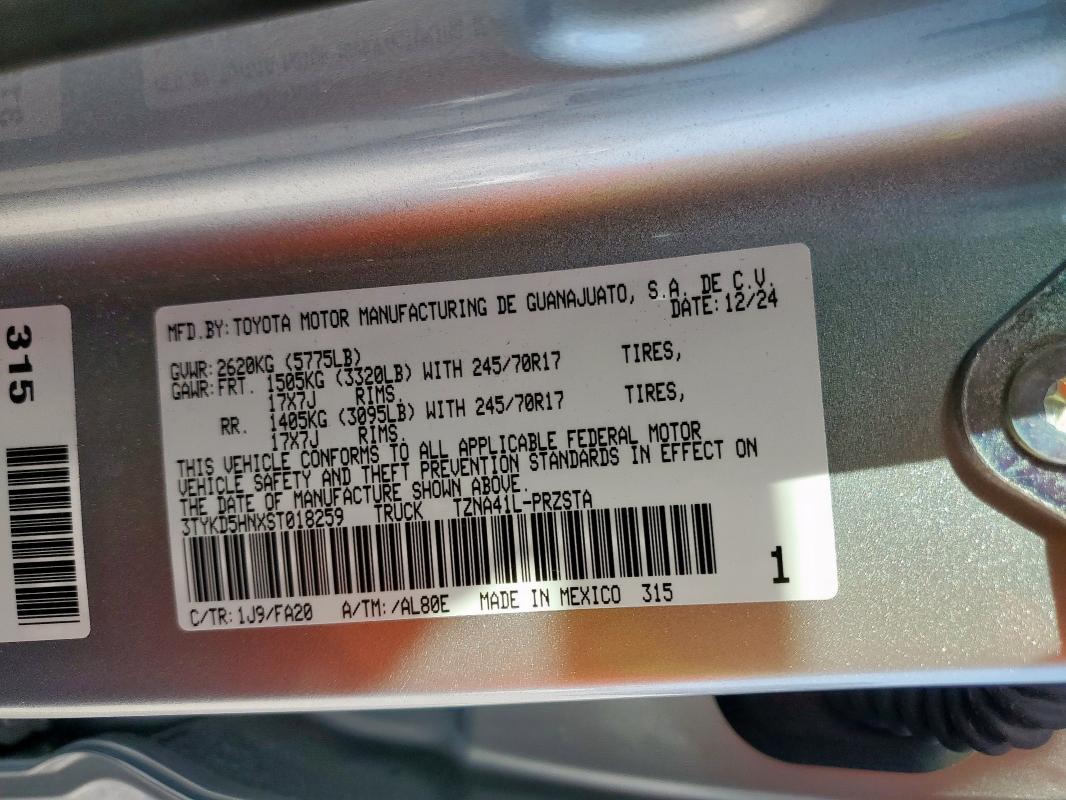 MFD.BY:TOYOTA MOTOR MANUFACTURING DE GUANAJUATO, S.A. DE C.V.
DATE:12/24
GVWR:2620KG (5775LB)
GAWR:FRT. 1505KG (3320LB) WITH 245/70R17 TIRES,
17X7J RIMS.
RR. 1405KG (3095LB) WITH 245/70R17 TIRES,
17X7J RIMS.
THIS VEHICLE CONFORMS TO ALL APPLICABLE FEDERAL MOTOR
VEHICLE SAFETY AND THEFT PREVENTION STANDARDS IN EFFECT ON
THE DATE OF MANUFACTURE SHOWN ABOVE
3TYKD5HNXST018259 TRUCK TZNA41L-PRZSTA
1
C/TR:1J9/FA20 A/TM:/AL80E MADE IN MEXICO 315
315